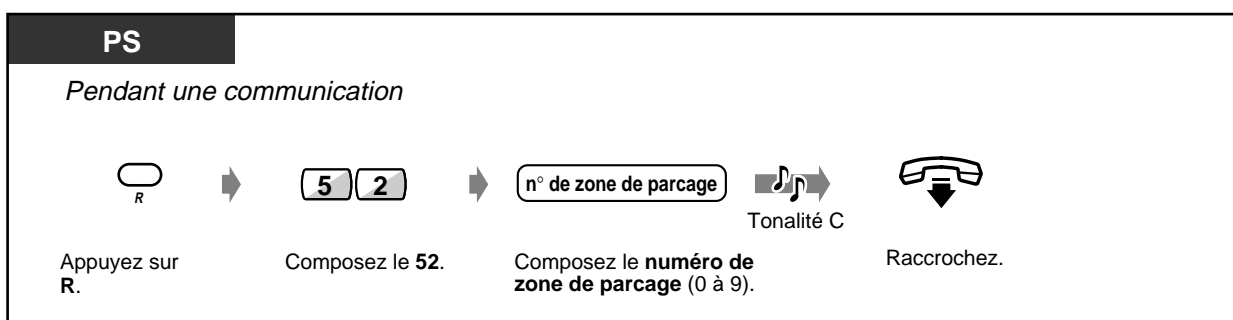 PS
Pendant une communication
R
5 2
n° de zone de parcage
Tonalité C
Appuyez sur
R.
Composez le 52.
Composez le numéro de
zone de parcage (0 à 9).
Raccrochez.